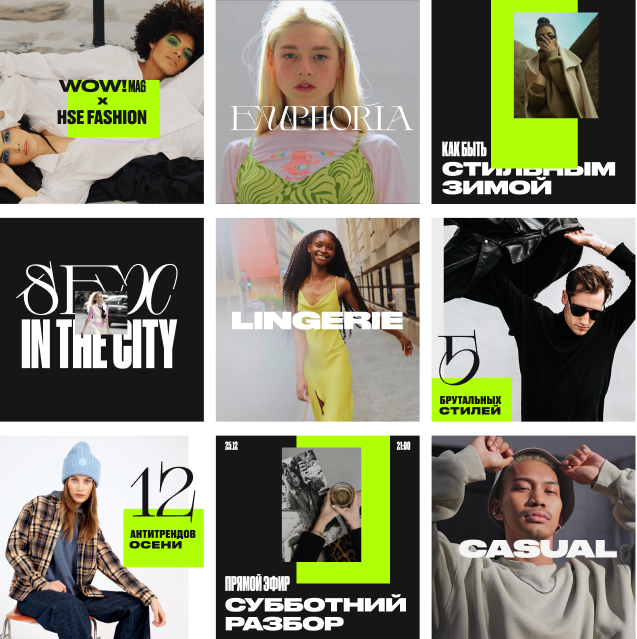 WOW! MAG
x
HSE FASHION
EUPHORIA
КАК БЫТЬ
СТИЛЬНЫМ
ЗИМОЙ
SEX
IN THE CITY
LINGERIE
5
БРУТАЛЬНЫХ
СТИЛЕЙ
12
АНТИТРЕНДОВ
ОСЕНИ
25.12
21:00
ПРЯМОЙ ЭФИР
СУББОТНИЙ
РАЗБОР
CASUAL